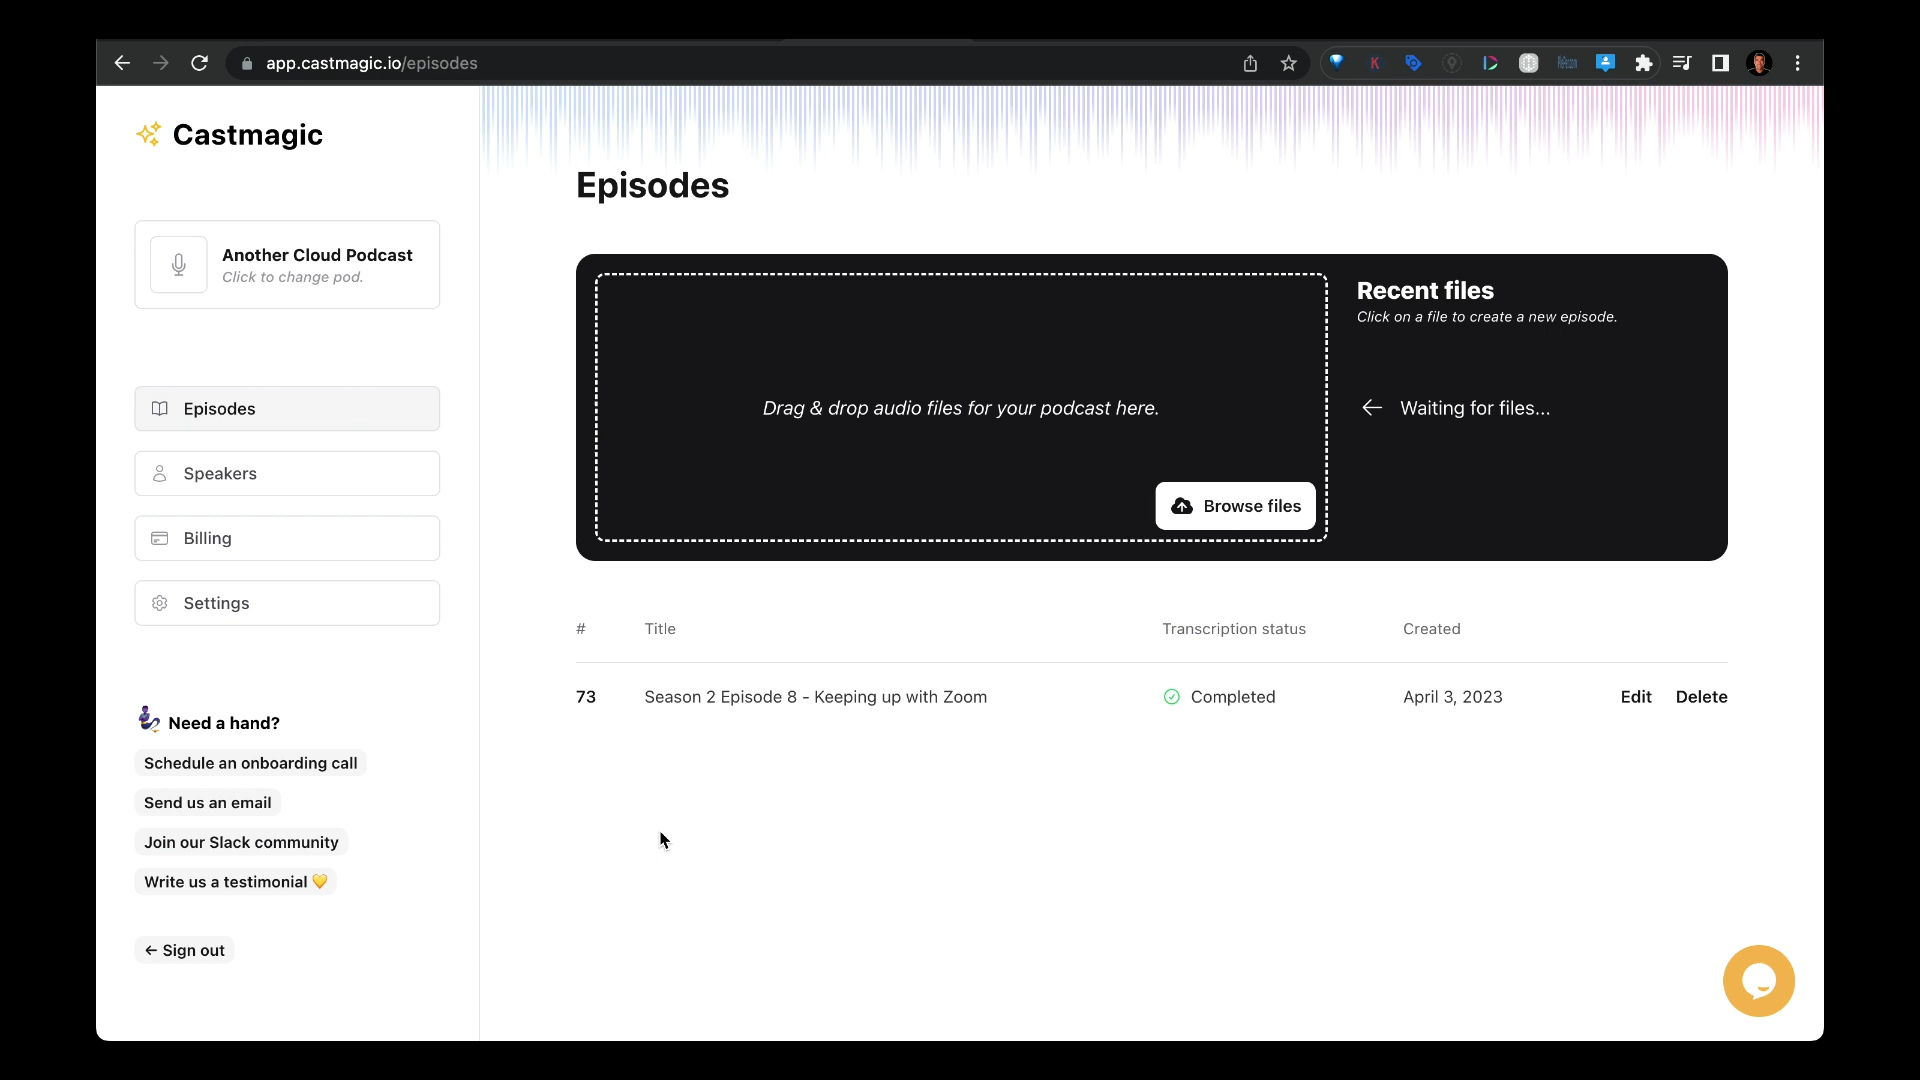 app.castmagic.io/episodes
Castmagic
Another Cloud Podcast
Click to change pod.
Episodes
Speakers
Billing
Settings
Need a hand?
Schedule an onboarding call
Send us an email
Join our Slack community
Write us a testimonial 💛
← Sign out
Episodes
Drag & drop audio files for your podcast here.
Browse files
Recent files
Click on a file to create a new episode.
← Waiting for files...
# Title Transcription status Created
73 Season 2 Episode 8 - Keeping up with Zoom Completed April 3, 2023 Edit Delete